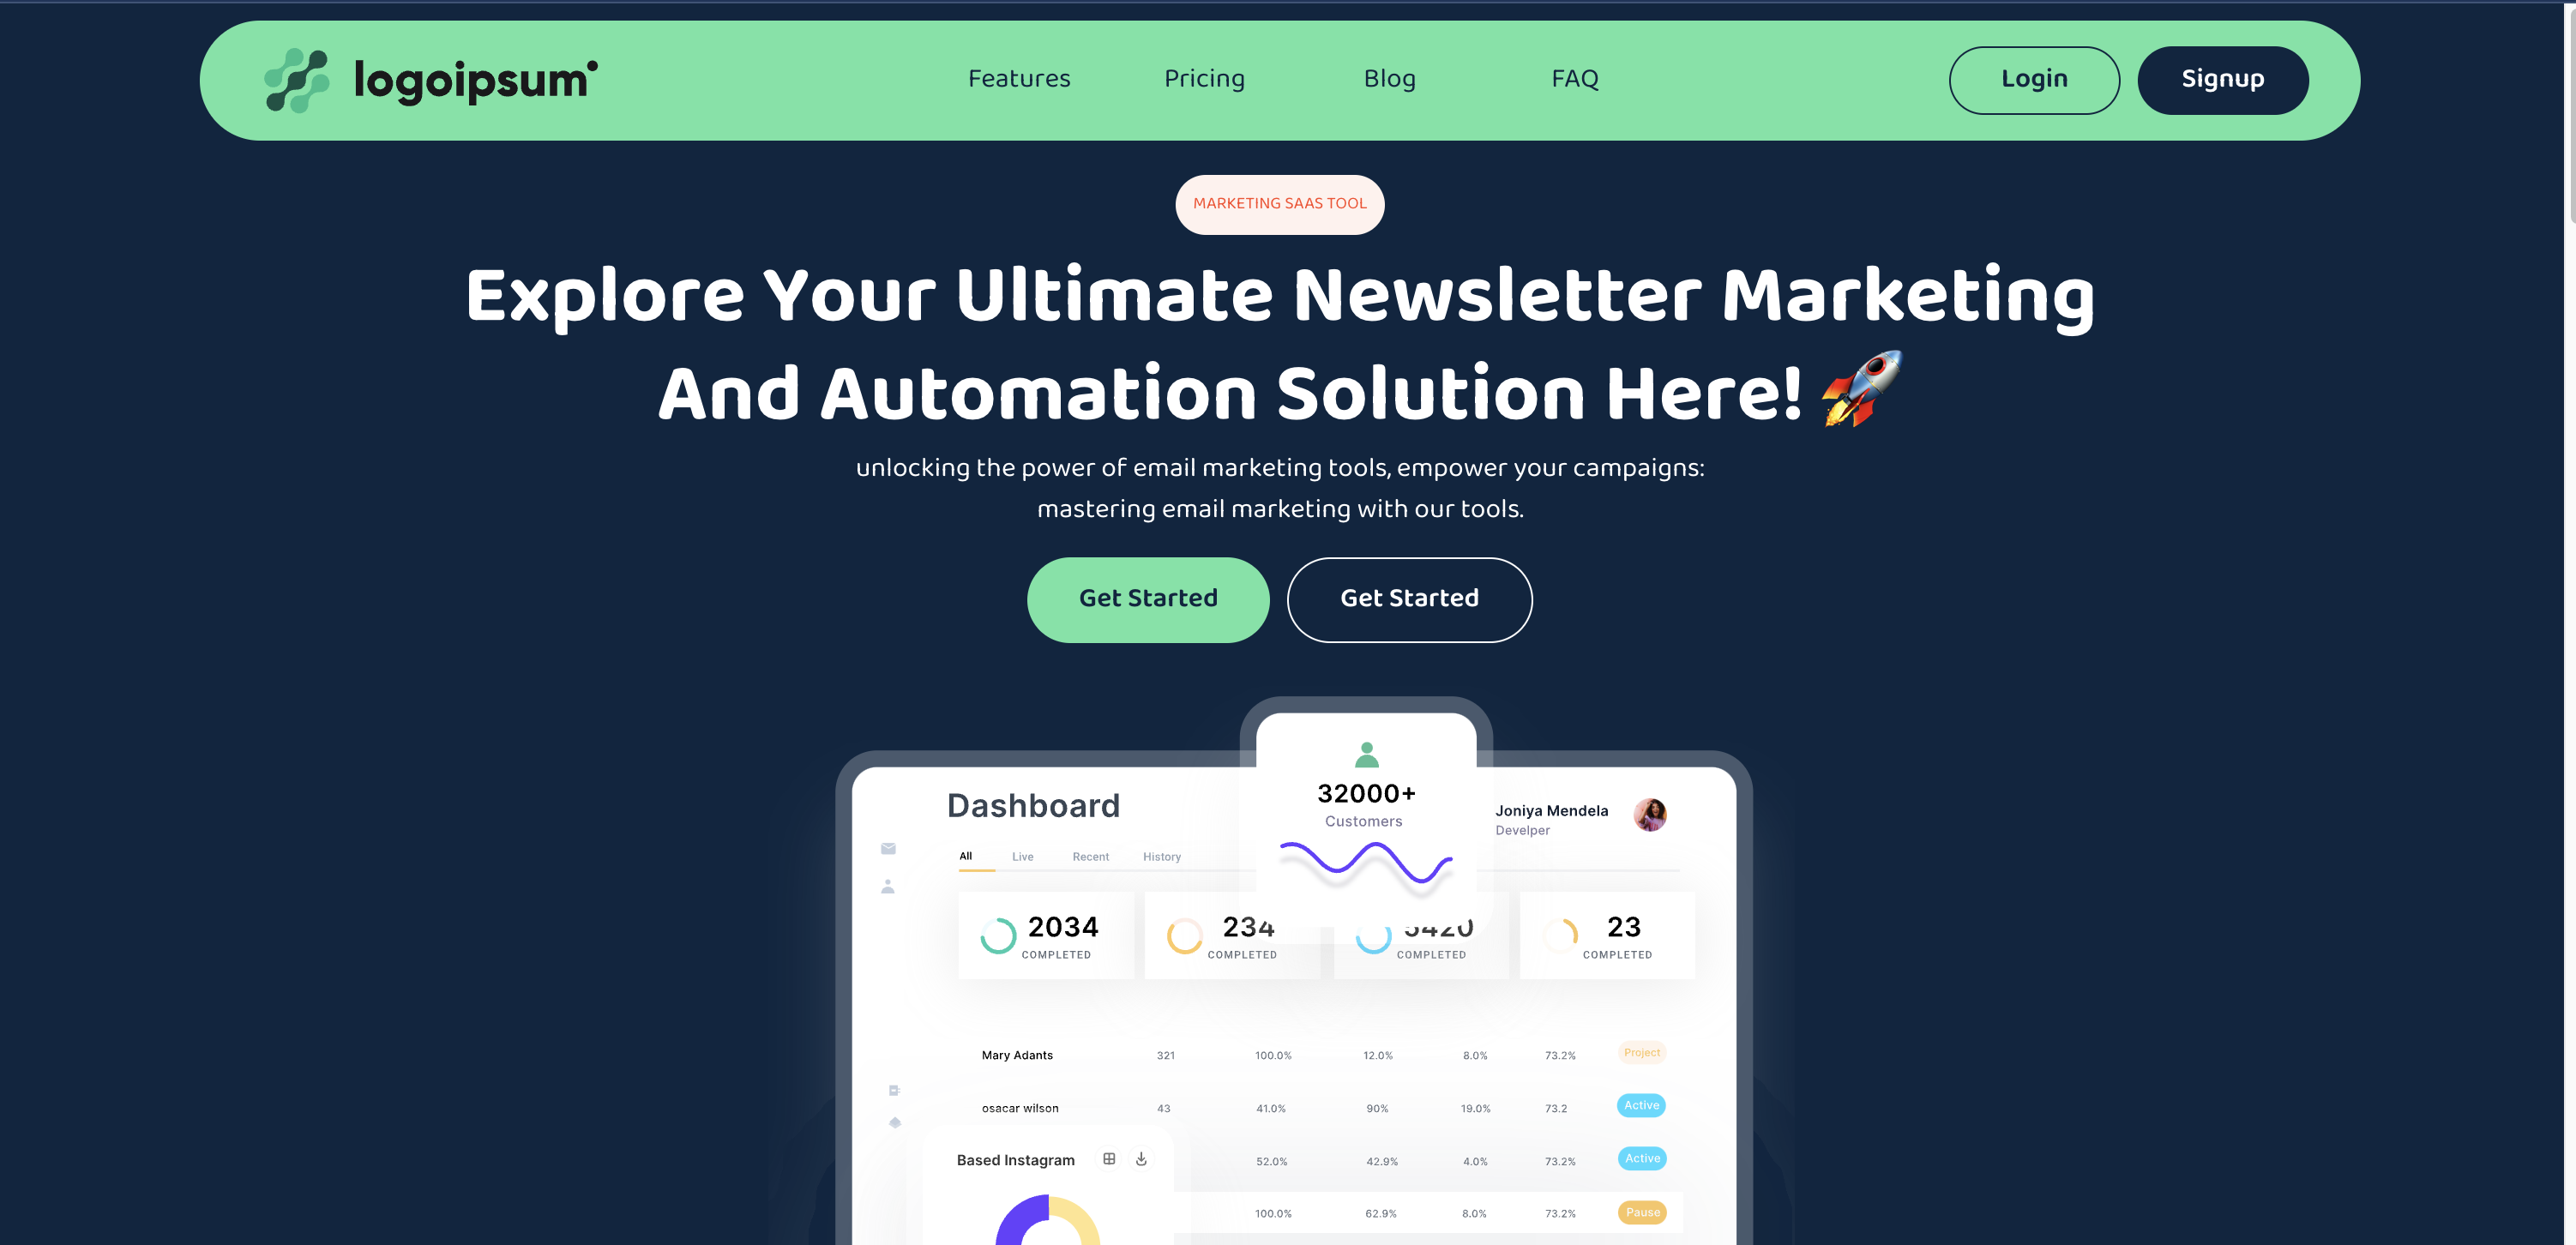 logoipsum
Features
Pricing
Blog
FAQ
Login
Signup
MARKETING SAAS TOOL
Explore Your Ultimate Newsletter Marketing
And Automation Solution Here! 🚀
unlocking the power of email marketing tools, empower your campaigns:
mastering email marketing with our tools.
Get Started
Get Started
32000+
Customers
Dashboard
Joniya Mendela
Develper
All
Live
Recent
History
2034
COMPLETED
234
COMPLETED
5420
COMPLETED
23
COMPLETED
Mary Adants 321 100.0% 12.0% 8.0% 73.2% Project
osacar wilson 43 41.0% 90% 19.0% 73.2 Active
52.0% 42.9% 4.0% 73.2% Active
Based Instagram
100.0% 62.9% 8.0% 73.2% Pause